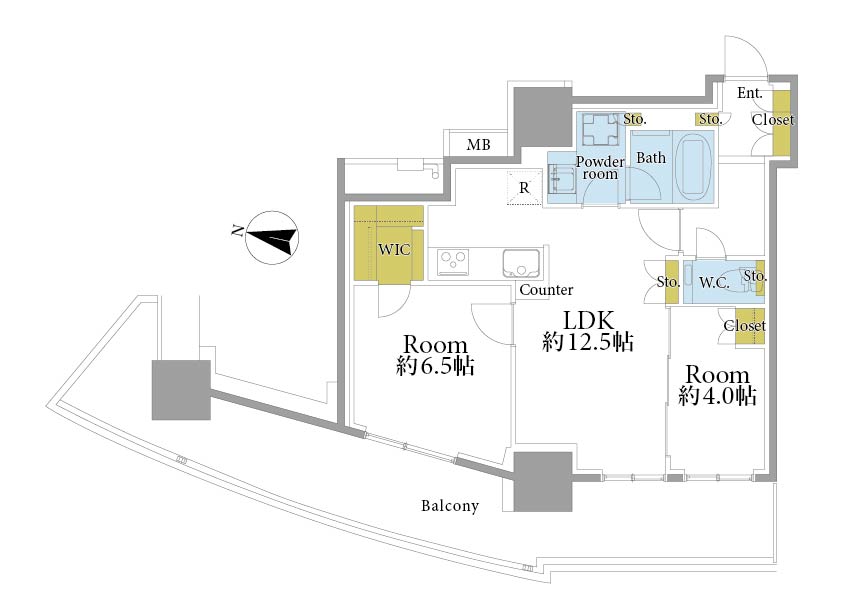 Ent.
Sto.
Sto.
Closet
MB
Powder
room
Bath
R
N
WIC
W.C.
Sto.
Sto.
Counter
LDK
約12.5帖
Closet
Room
約6.5帖
Room
約4.0帖
Balcony